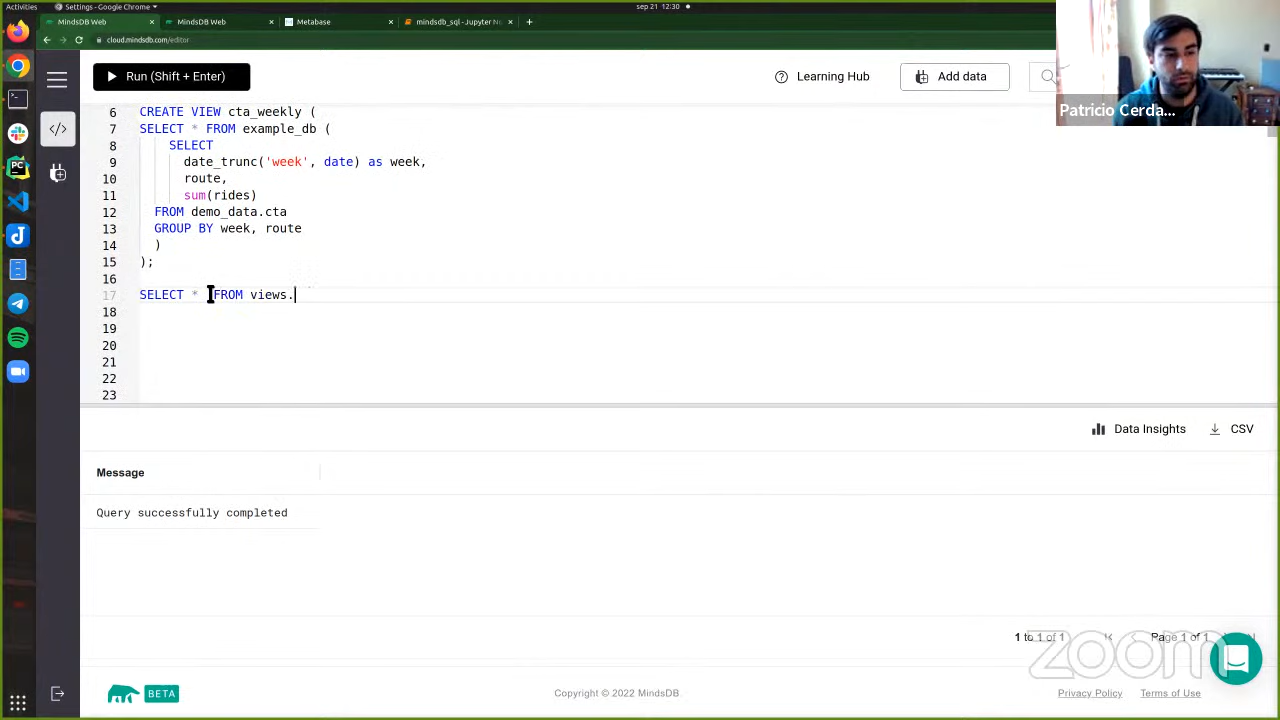 Activities
Settings - Google Chrome
sep 21 12:30
MindsDB Web
MindsDB Web
Metabase
mindsdb_sql - Jupyter No
cloud.mindsdb.com/editor
Run (Shift + Enter)
Learning Hub
Add data
Patricio Cerda...
6 CREATE VIEW cta_weekly (
7 SELECT * FROM example_db (
8 SELECT
9 date_trunc('week', date) as week,
10 route,
11 sum(rides)
12 FROM demo_data.cta
13 GROUP BY week, route
14 )
15 );
16
17 SELECT * FROM views.
18
19
20
21
22
23
Data Insights
CSV
Message
Query successfully completed
1 to 1 of 1
Page 1 of 1
zoom
BETA
Copyright © 2022 MindsDB
Privacy Policy
Terms of Use